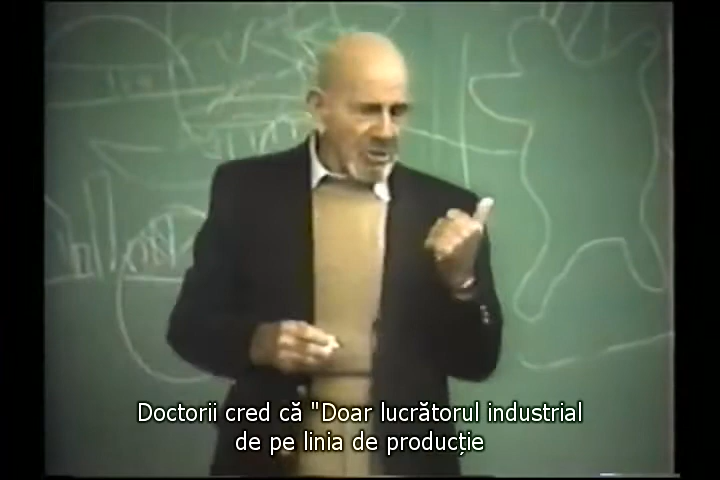 Doctorii cred că "Doar lucrătorul industrial
de pe linia de producție